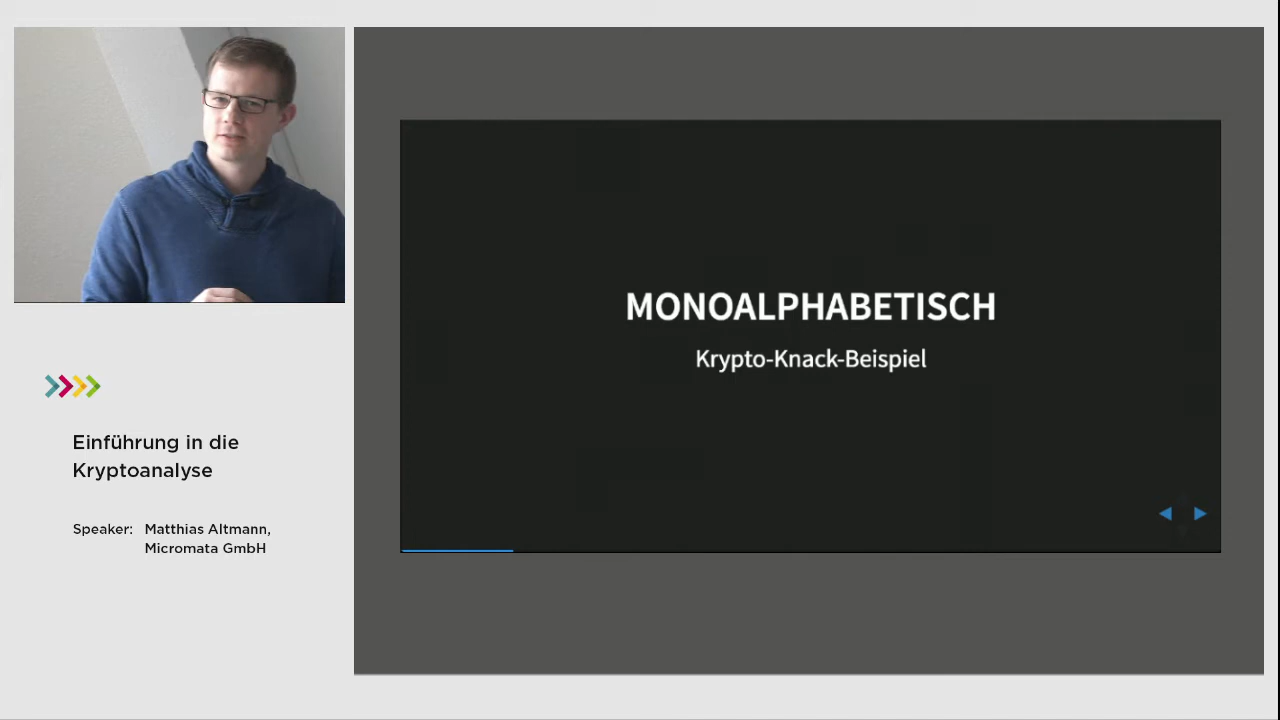 MONOALPHABETISCH
Krypto-Knack-Beispiel
Einführung in die
Kryptoanalyse
Speaker: Matthias Altmann,
Micromata GmbH